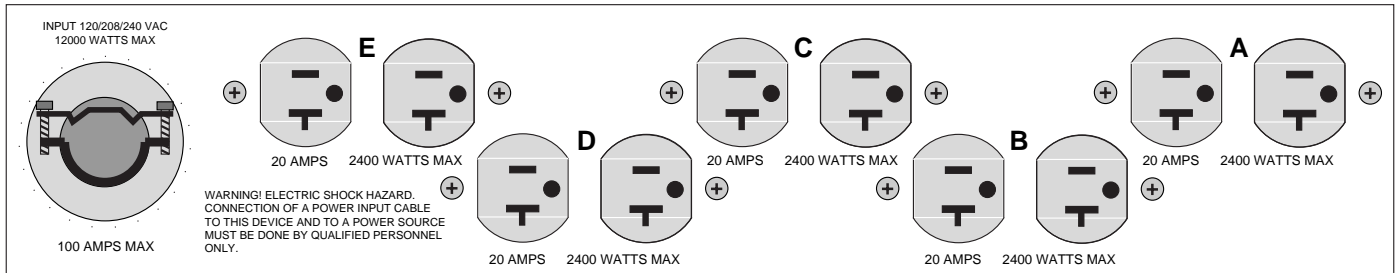 INPUT 120/208/240 VAC
12000 WATTS MAX
100 AMPS MAX
WARNING! ELECTRIC SHOCK HAZARD.
CONNECTION OF A POWER INPUT CABLE
TO THIS DEVICE AND TO A POWER SOURCE
MUST BE DONE BY QUALIFIED PERSONNEL
ONLY.
E
20 AMPS
2400 WATTS MAX
D
20 AMPS
2400 WATTS MAX
C
20 AMPS
2400 WATTS MAX
B
20 AMPS
2400 WATTS MAX
A
20 AMPS
2400 WATTS MAX